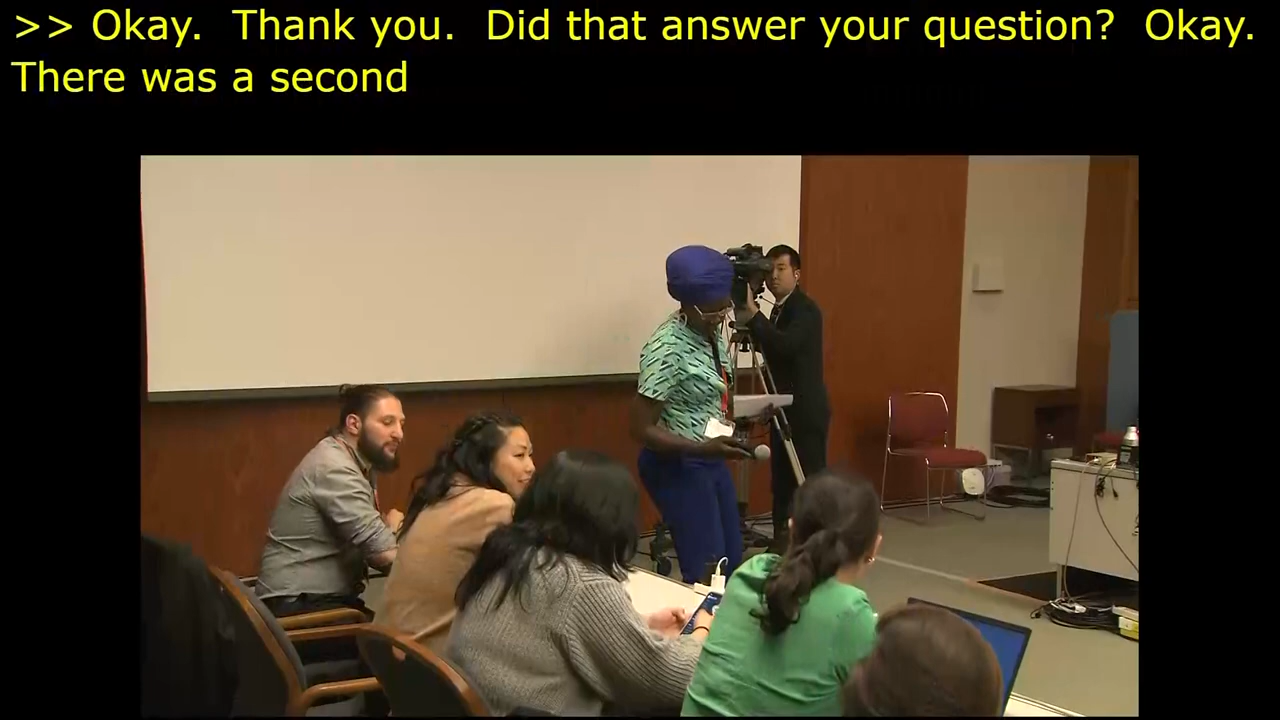 >> Okay.  Thank you.  Did that answer your question?  Okay.
There was a second